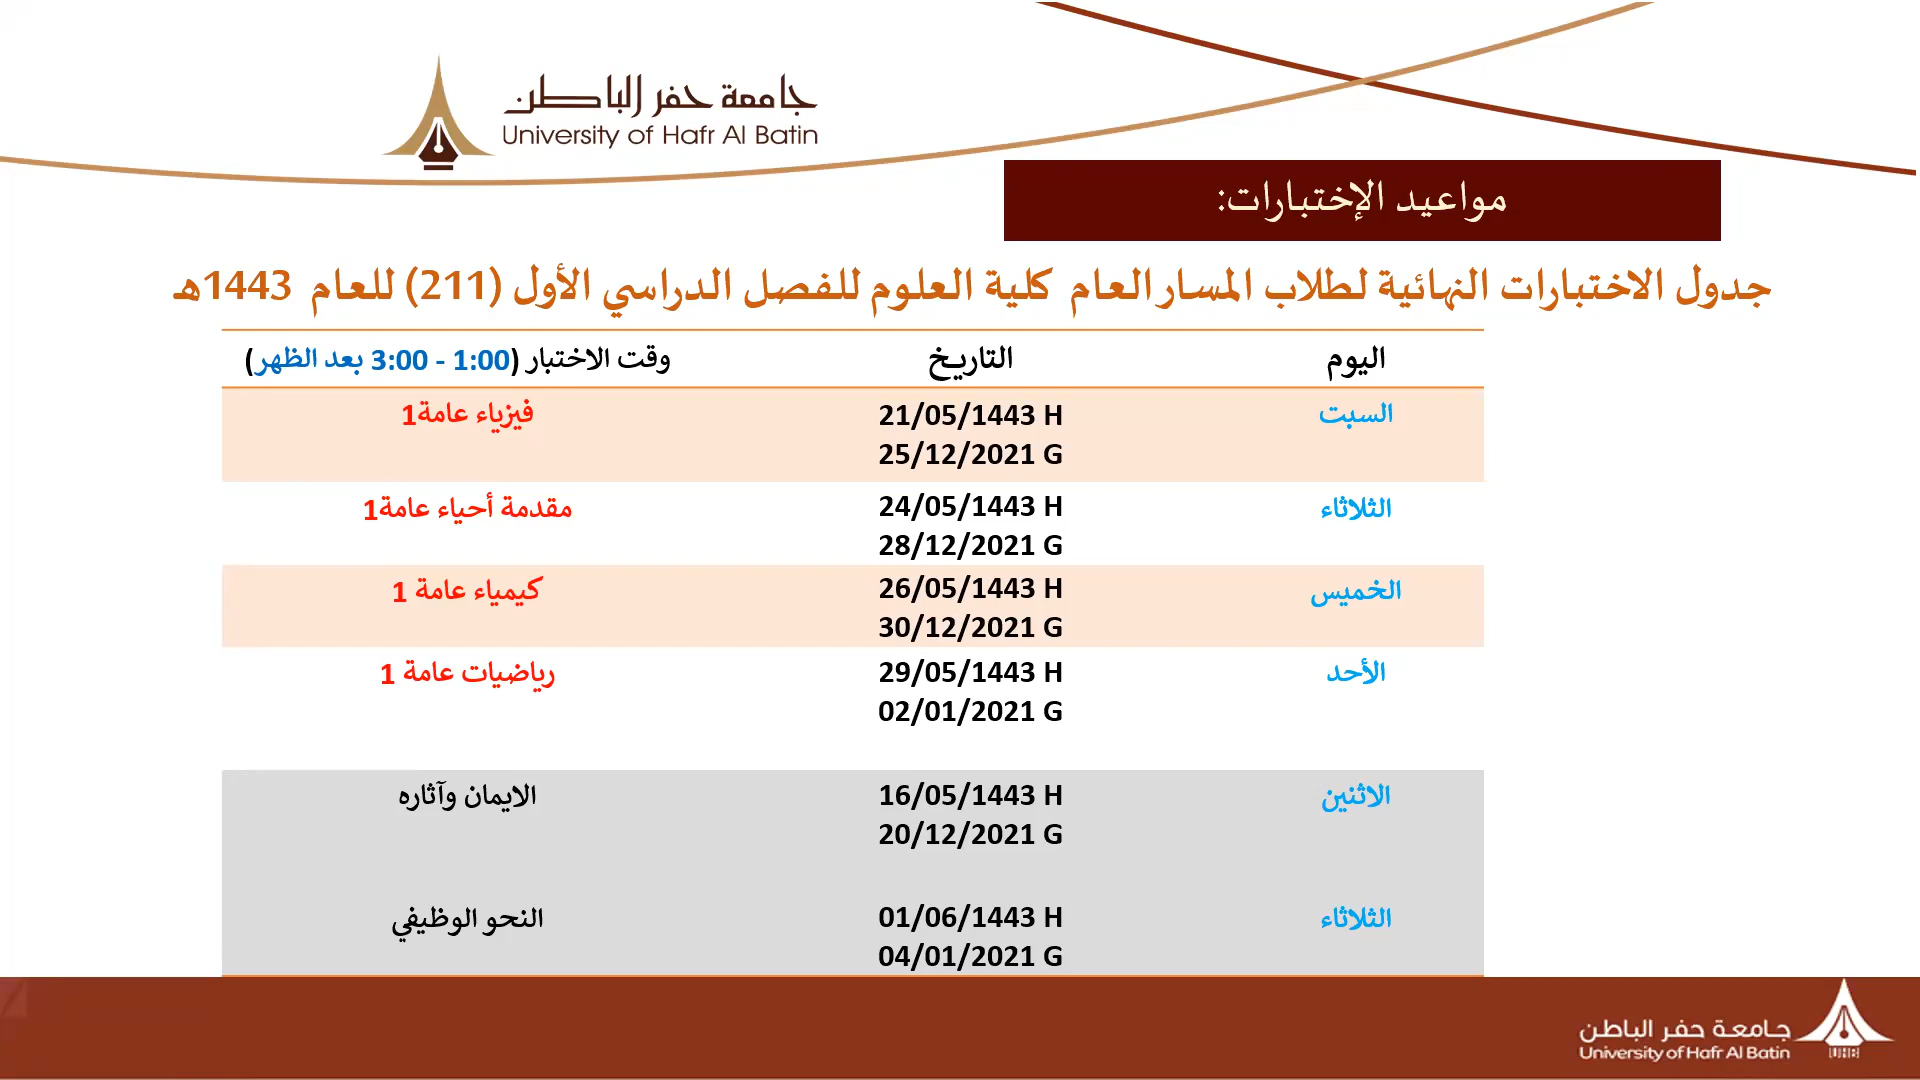 جامعة حفر الباطن
University of Hafr Al Batin
مواعيد الإختبارات:
جدول الاختبارات النهائية لطلاب المسار العام كلية العلوم للفصل الدراسي الأول (211) للعام 1443هـ
اليوم التاريخ وقت الاختبار (1:00 - 3:00 بعد الظهر)
السبت 21/05/1443 H فيزياء عامة1
25/12/2021 G
الثلاثاء 24/05/1443 H مقدمة أحياء عامة1
28/12/2021 G
الخميس 26/05/1443 H كيمياء عامة 1
30/12/2021 G
الأحد 29/05/1443 H رياضيات عامة 1
02/01/2021 G
الاثنين 16/05/1443 H الايمان وآثاره
20/12/2021 G
الثلاثاء 01/06/1443 H النحو الوظيفي
04/01/2021 G
جامعة حفر الباطن
University of Hafr Al Batin